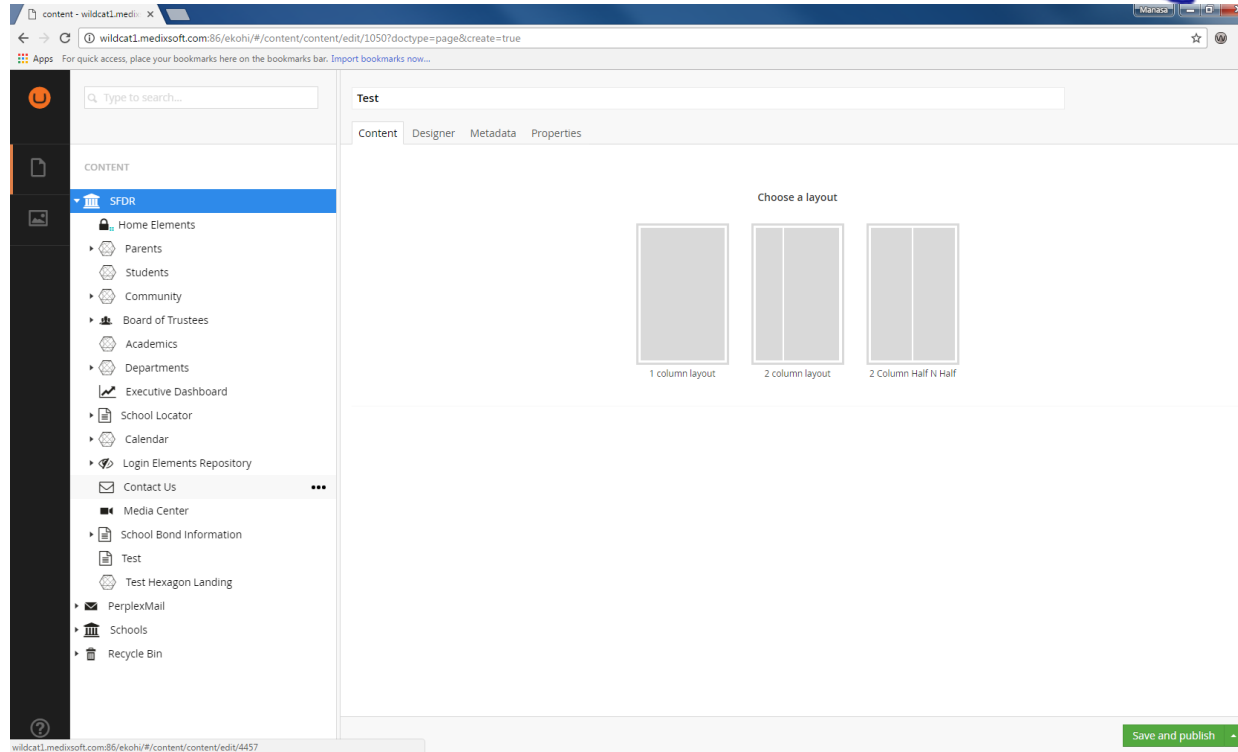 content - wildcat1.medix
Manasa
wildcat1.medixsoft.com:86/ekohi/#/content/content/edit/1050?doctype=page&create=true
Apps For quick access, place your bookmarks here on the bookmarks bar. Import bookmarks now...
Type to search...
Test
Content Designer Metadata Properties
CONTENT
SFDR
Home Elements
Parents
Students
Community
Board of Trustees
Academics
Departments
Executive Dashboard
School Locator
Calendar
Login Elements Repository
Contact Us
Media Center
School Bond Information
Test
Test Hexagon Landing
PerplexMail
Schools
Recycle Bin
Choose a layout
1 column layout 2 column layout 2 Column Half N Half
Save and publish
wildcat1.medixsoft.com:86/ekohi/#/content/content/edit/4457